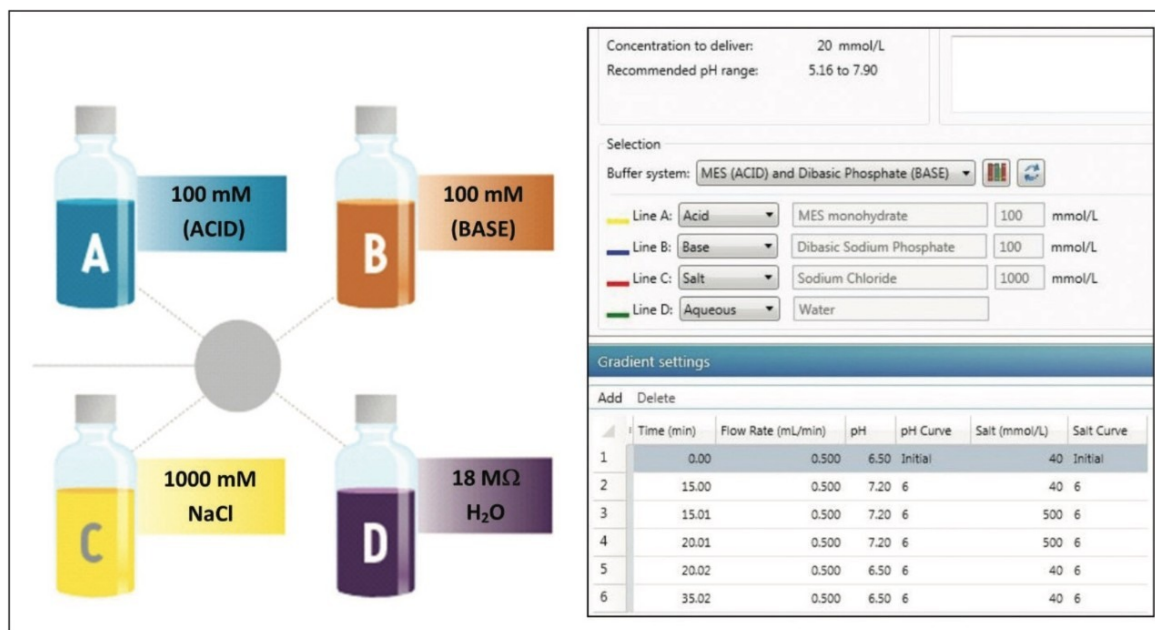 A
100 mM
(ACID)
B
100 mM
(BASE)
C
1000 mM
NaCl
D
18 MΩ
H₂O
Concentration to deliver: 20 mmol/L
Recommended pH range: 5.16 to 7.90
Selection
Buffer system: MES (ACID) and Dibasic Phosphate (BASE)
Line A: Acid MES monohydrate 100 mmol/L
Line B: Base Dibasic Sodium Phosphate 100 mmol/L
Line C: Salt Sodium Chloride 1000 mmol/L
Line D: Aqueous Water
Gradient settings
Add Delete
Time (min) Flow Rate (mL/min) pH pH Curve Salt (mmol/L) Salt Curve
1 0.00 0.500 6.50 Initial 40 Initial
2 15.00 0.500 7.20 6 40 6
3 15.01 0.500 7.20 6 500 6
4 20.01 0.500 7.20 6 500 6
5 20.02 0.500 6.50 6 40 6
6 35.02 0.500 6.50 6 40 6